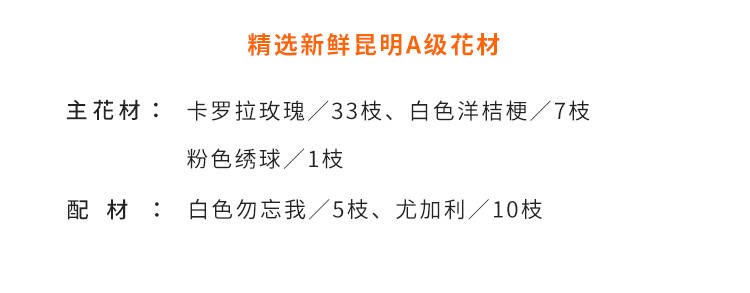 精选新鲜昆明A级花材
主花材： 卡罗拉玫瑰／33枝、白色洋桔梗／7枝
粉色绣球／1枝
配材： 白色勿忘我／5枝、尤加利／10枝